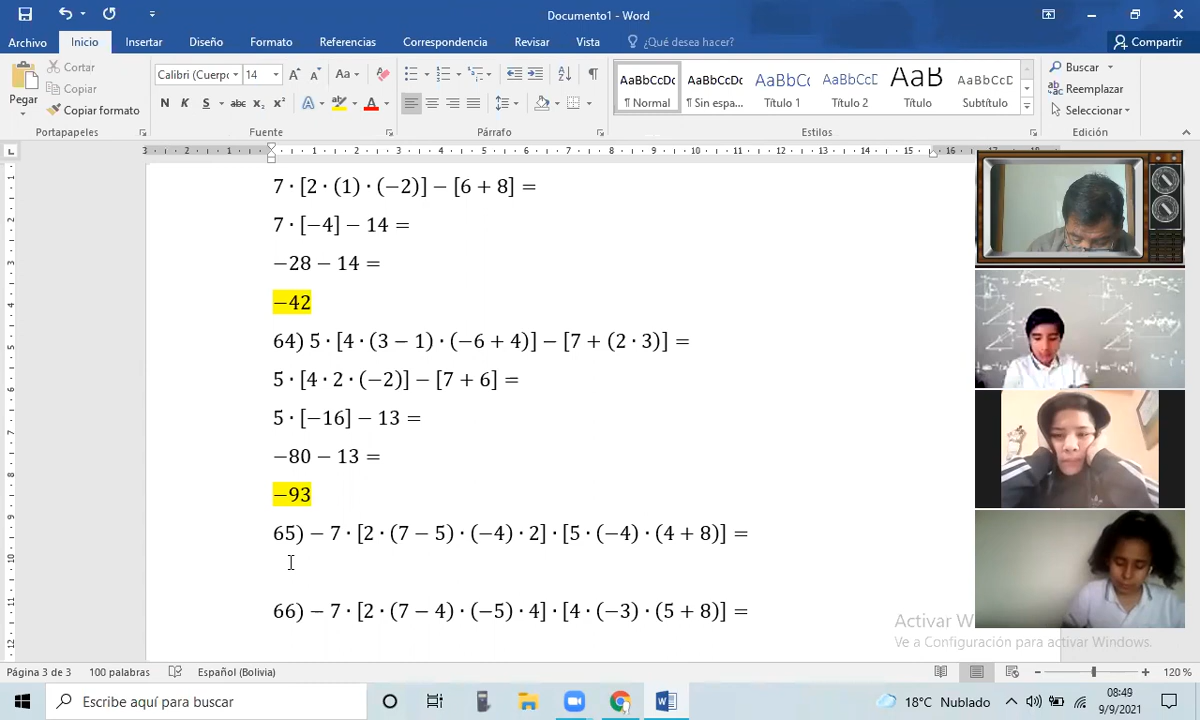 Documento1 - Word
Archivo Inicio Insertar Diseño Formato Referencias Correspondencia Revisar Vista ¿Qué desea hacer? Compartir
Pegar
Cortar
Copiar
Copiar formato
Portapapeles
Calibri (Cuerpo 14
N K S abc x₂ x²
Fuente
Párrafo
AaBbCcDc AaBbCcDc AaBbCc AaBbCcD AaB AaBbCcD
¶ Normal ¶ Sin espa... Título 1 Título 2 Título Subtítulo
Estilos
Buscar
Reemplazar
Seleccionar
Edición
7 · [2 · (1) · (−2)] − [6 + 8] =
7 · [−4] − 14 =
−28 − 14 =
−42
64) 5 · [4 · (3 − 1) · (−6 + 4)] − [7 + (2 · 3)] =
5 · [4 · 2 · (−2)] − [7 + 6] =
5 · [−16] − 13 =
−80 − 13 =
−93
65) − 7 · [2 · (7 − 5) · (−4) · 2] · [5 · (−4) · (4 + 8)] =
66) − 7 · [2 · (7 − 4) · (−5) · 4] · [4 · (−3) · (5 + 8)] =
Activar W
Ve a Configuración para activar Windows.
Página 3 de 3 100 palabras Español (Bolivia) 120 %
Escribe aquí para buscar
18°C Nublado
08:49
9/9/2021